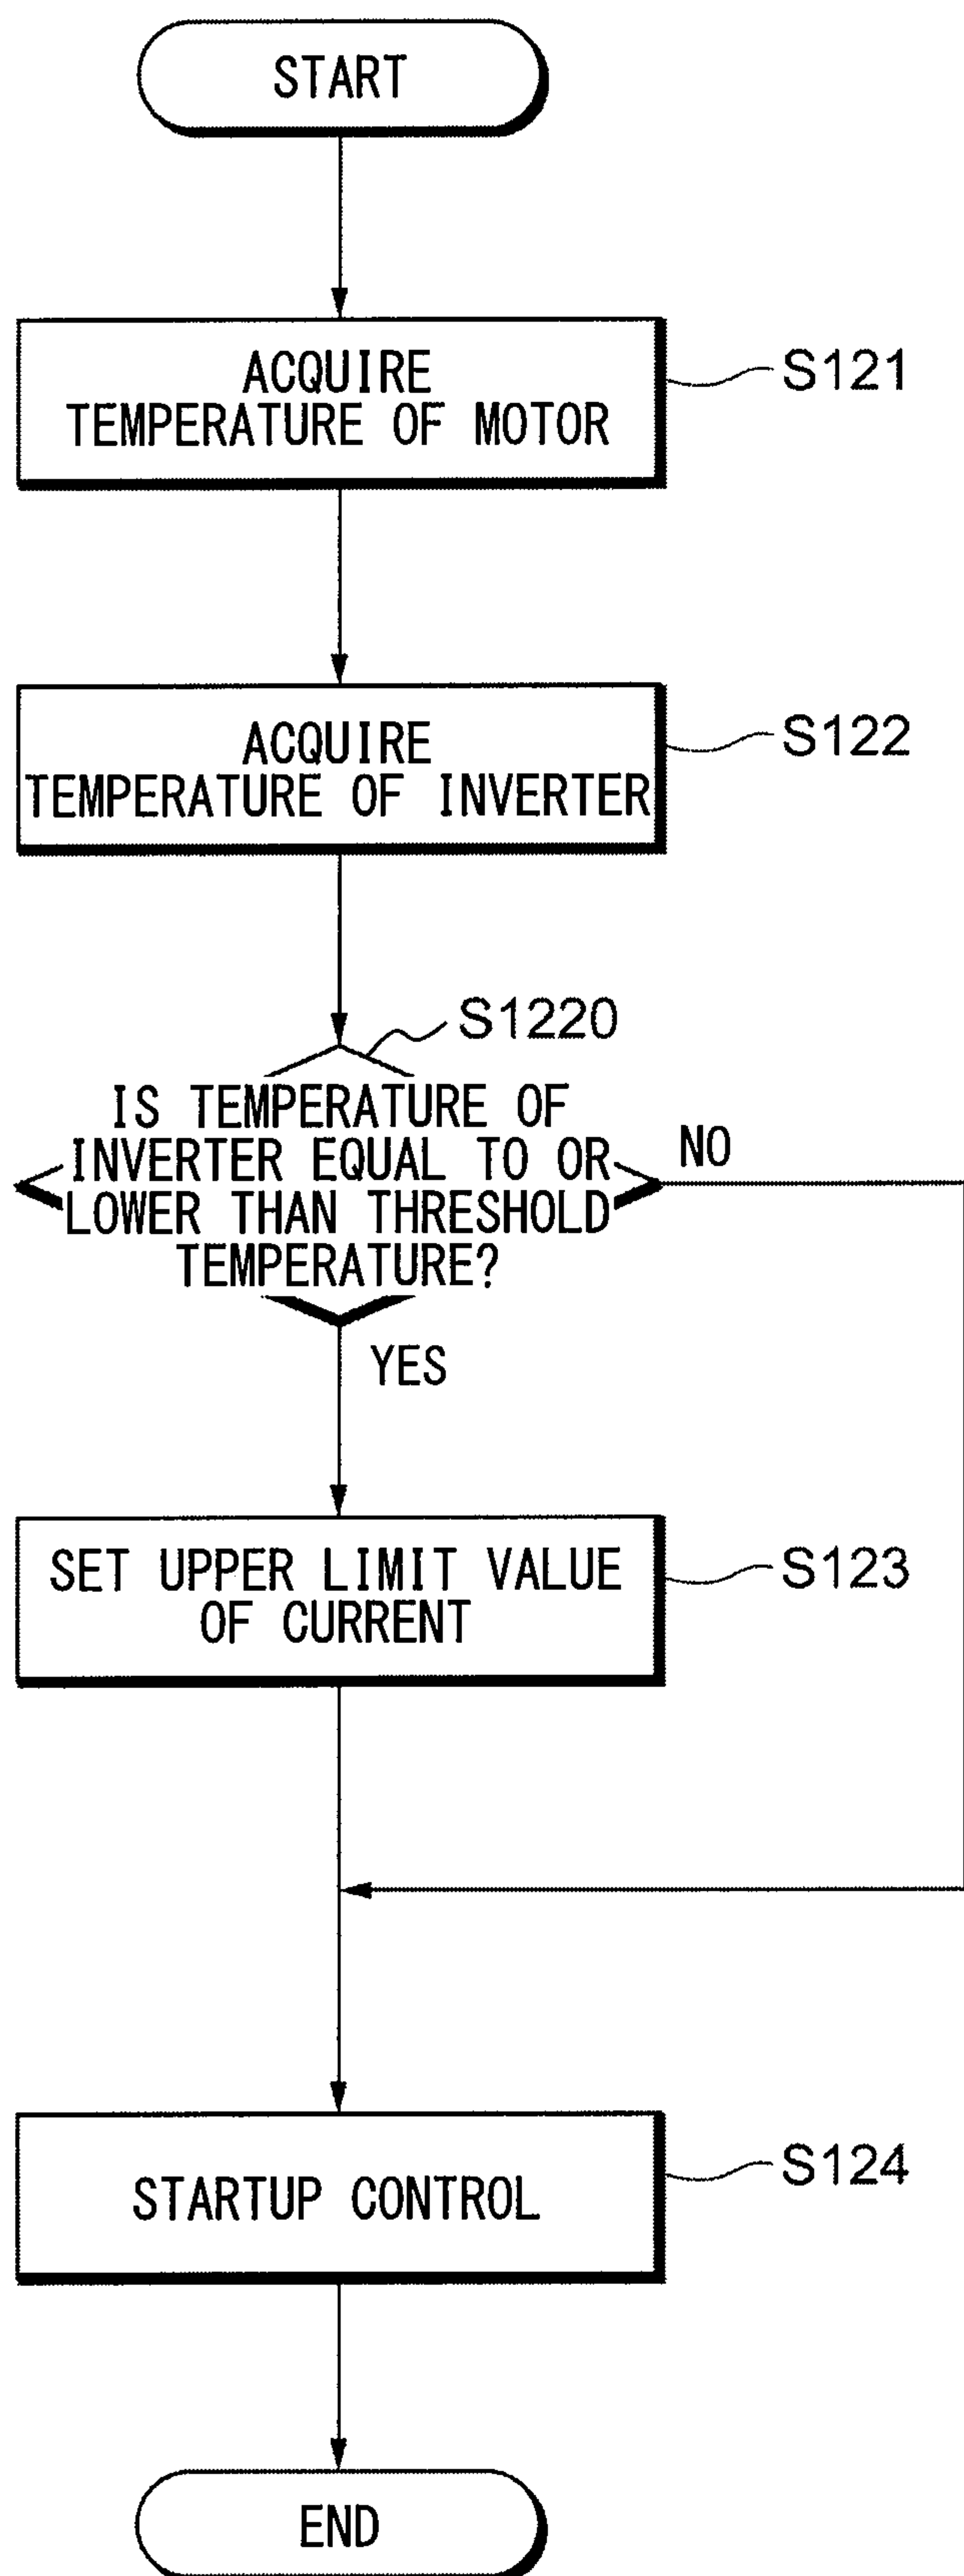 START
ACQUIRE
TEMPERATURE OF MOTOR
S121
ACQUIRE
TEMPERATURE OF INVERTER
S122
S1220
IS TEMPERATURE OF
INVERTER EQUAL TO OR
LOWER THAN THRESHOLD
TEMPERATURE?
NO
YES
SET UPPER LIMIT VALUE
OF CURRENT
S123
STARTUP CONTROL
S124
END